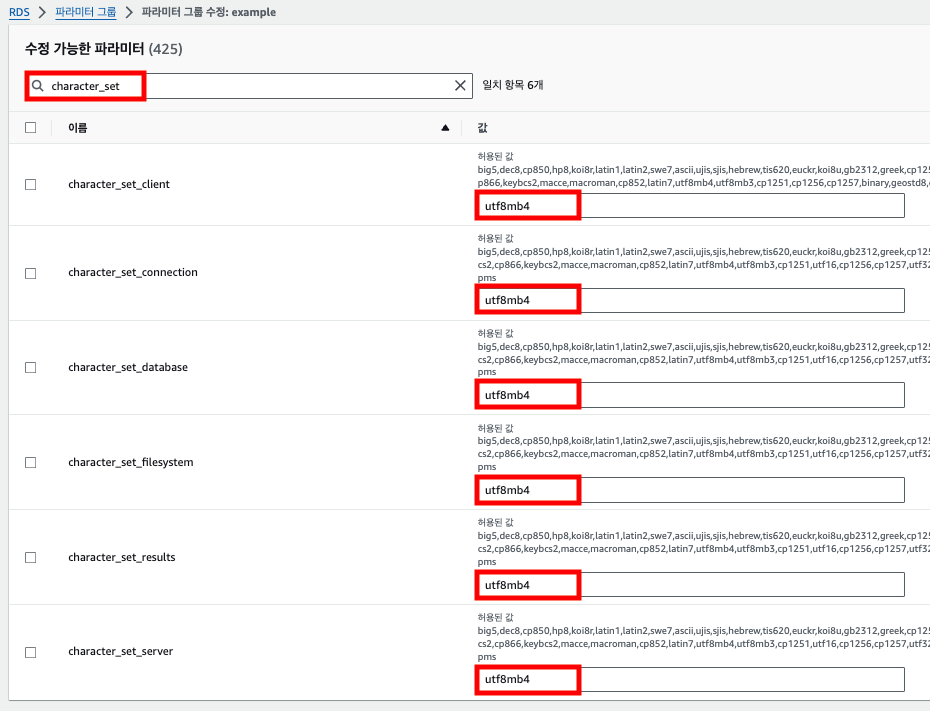 RDS > 파라미터 그룹 > 파라미터 그룹 수정: example
수정 가능한 파라미터 (425)
character_set
일치 항목 6개
이름 값
허용된 값
big5,dec8,cp850,hp8,koi8r,latin1,latin2,swe7,ascii,ujis,sjis,hebrew,tis620,euckr,koi8u,gb2312,greek,cp
p866,keybcs2,macce,macroman,cp852,latin7,utf8mb4,utf8mb3,cp1251,cp1256,cp1257,binary,geostd8,
character_set_client
utf8mb4
허용된 값
big5,dec8,cp850,hp8,koi8r,latin1,latin2,swe7,ascii,ujis,sjis,hebrew,tis620,euckr,koi8u,gb2312,greek,cp125
cs2,cp866,keybcs2,macce,macroman,cp852,latin7,utf8mb4,utf8mb3,cp1251,utf16,cp1256,cp1257,utf32
pms
character_set_connection
utf8mb4
허용된 값
big5,dec8,cp850,hp8,koi8r,latin1,latin2,swe7,ascii,ujis,sjis,hebrew,tis620,euckr,koi8u,gb2312,greek,cp125
cs2,cp866,keybcs2,macce,macroman,cp852,latin7,utf8mb4,utf8mb3,cp1251,utf16,cp1256,cp1257,utf32
pms
character_set_database
utf8mb4
허용된 값
big5,dec8,cp850,hp8,koi8r,latin1,latin2,swe7,ascii,ujis,sjis,hebrew,tis620,euckr,koi8u,gb2312,greek,cp125
cs2,cp866,keybcs2,macce,macroman,cp852,latin7,utf8mb4,utf8mb3,cp1251,utf16,cp1256,cp1257,utf32
pms
character_set_filesystem
utf8mb4
허용된 값
big5,dec8,cp850,hp8,koi8r,latin1,latin2,swe7,ascii,ujis,sjis,hebrew,tis620,euckr,koi8u,gb2312,greek,cp125
cs2,cp866,keybcs2,macce,macroman,cp852,latin7,utf8mb4,utf8mb3,cp1251,utf16,cp1256,cp1257,utf32
pms
character_set_results
utf8mb4
허용된 값
big5,dec8,cp850,hp8,koi8r,latin1,latin2,swe7,ascii,ujis,sjis,hebrew,tis620,euckr,koi8u,gb2312,greek,cp125
cs2,cp866,keybcs2,macce,macroman,cp852,latin7,utf8mb4,utf8mb3,cp1251,utf16,cp1256,cp1257,utf32
pms
character_set_server
utf8mb4